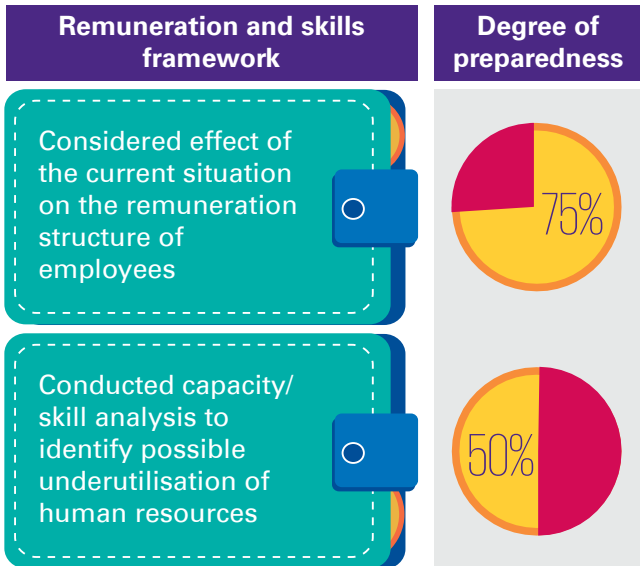 Remuneration and skills
framework
Degree of
preparedness
Considered effect of
the current situation
on the remuneration
structure of
employees
75%
Conducted capacity/
skill analysis to
identify possible
underutilisation of
human resources
50%